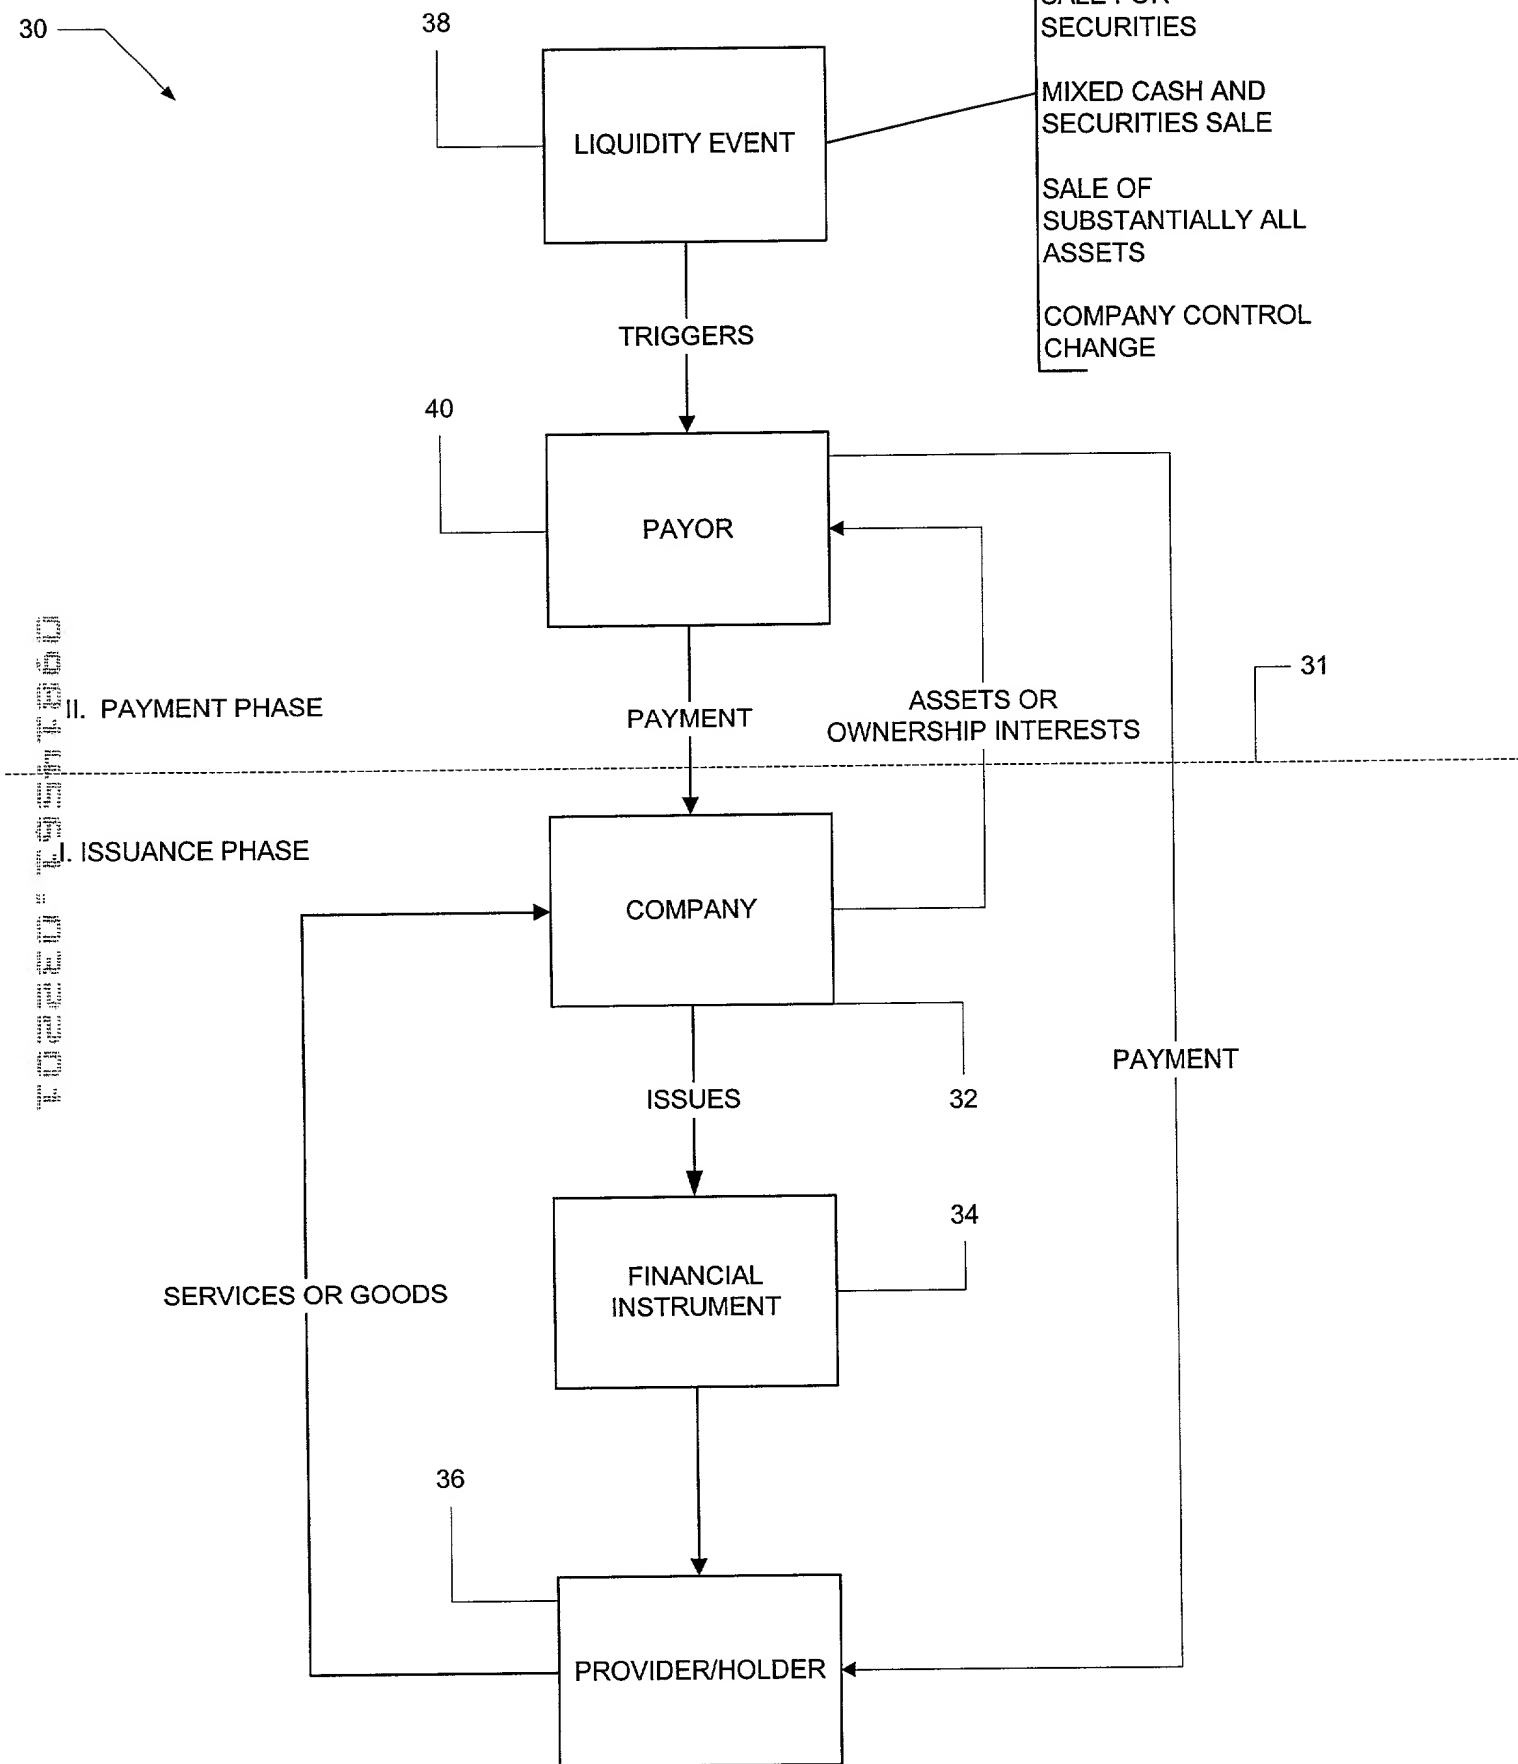 SECURITIES
30
38
MIXED CASH AND
SECURITIES SALE
LIQUIDITY EVENT
SALE OF
SUBSTANTIALLY ALL
ASSETS
COMPANY CONTROL
CHANGE
TRIGGERS
40
PAYOR
31
II. PAYMENT PHASE
PAYMENT
ASSETS OR
OWNERSHIP INTERESTS
I. ISSUANCE PHASE
COMPANY
PAYMENT
ISSUES
32
34
FINANCIAL
INSTRUMENT
SERVICES OR GOODS
36
PROVIDER/HOLDER